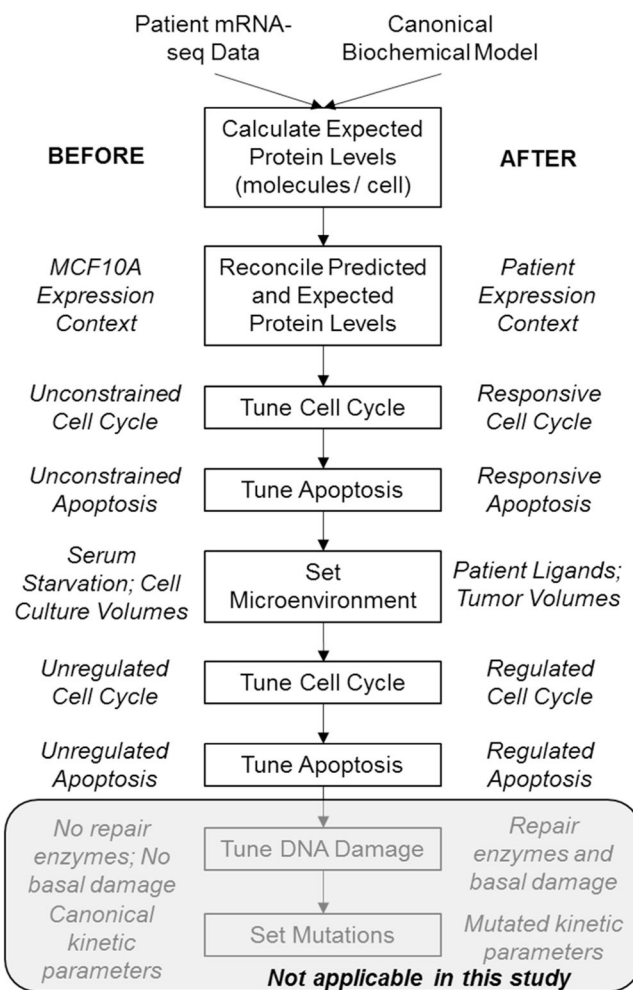 Patient mRNA-
seq Data
Canonical
Biochemical Model
BEFORE
Calculate Expected
Protein Levels
(molecules / cell)
AFTER
MCF10A
Expression
Context
Reconcile Predicted
and Expected
Protein Levels
Patient
Expression
Context
Unconstrained
Cell Cycle
Tune Cell Cycle
Responsive
Cell Cycle
Unconstrained
Apoptosis
Tune Apoptosis
Responsive
Apoptosis
Serum
Starvation; Cell
Culture Volumes
Set
Microenvironment
Patient Ligands;
Tumor Volumes
Unregulated
Cell Cycle
Tune Cell Cycle
Regulated
Cell Cycle
Unregulated
Apoptosis
Tune Apoptosis
Regulated
Apoptosis
No repair
enzymes; No
basal damage
Tune DNA Damage
Repair
enzymes and
basal damage
Canonical
kinetic
parameters
Set Mutations
Mutated kinetic
parameters
Not applicable in this study